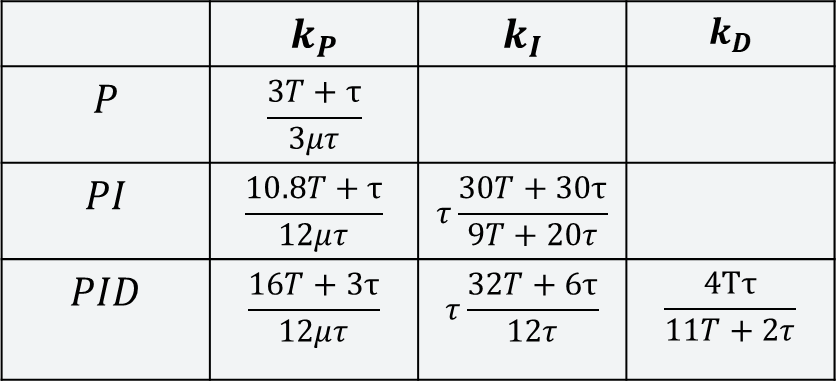 k_P k_I k_D
P (3T + τ)/(3μτ)
PI (10.8T + τ)/(12μτ) τ (30T + 30τ)/(9T + 20τ)
PID (16T + 3τ)/(12μτ) τ (32T + 6τ)/(12τ) (4Tτ)/(11T + 2τ)